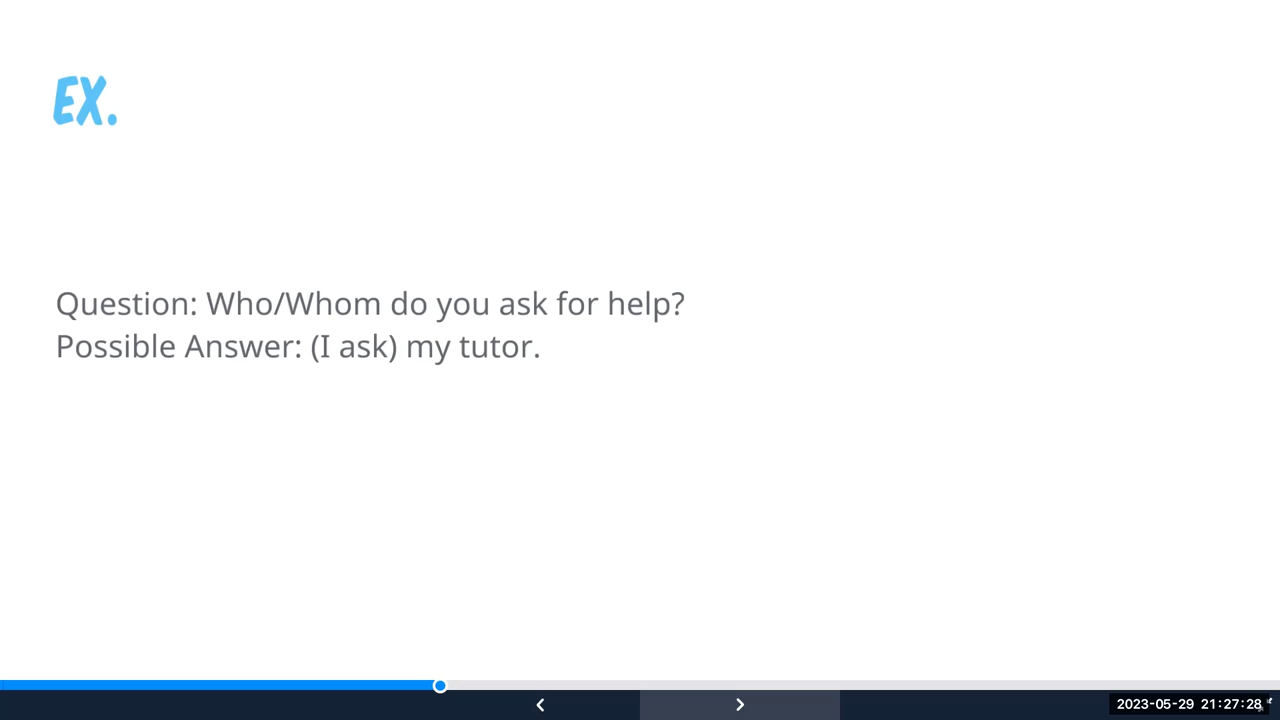 EX.
Question: Who/Whom do you ask for help?
Possible Answer: (I ask) my tutor.
2023-05-29 21:27:28